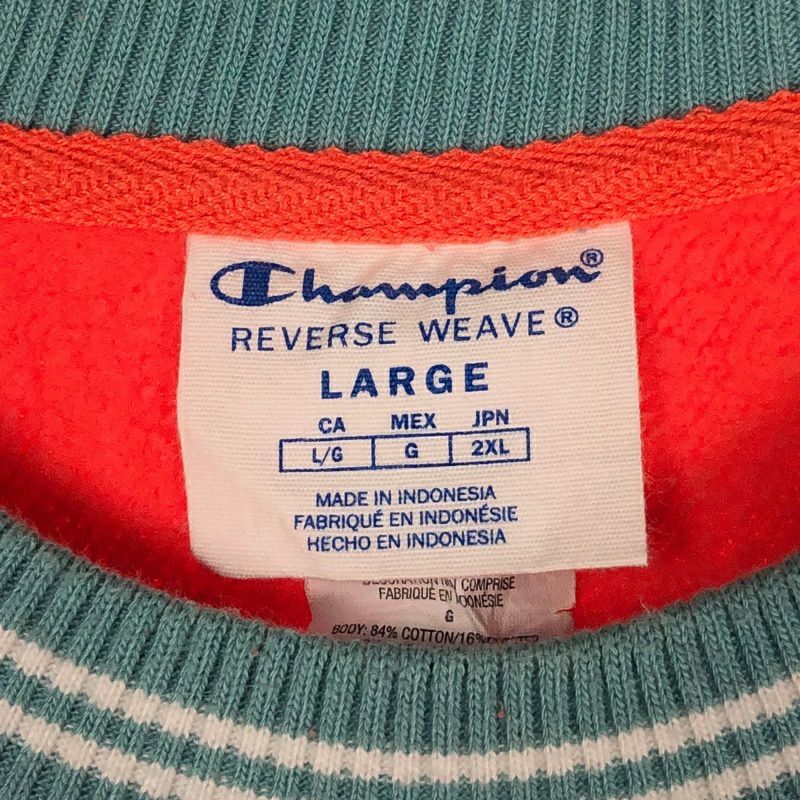 Champion®
REVERSE WEAVE®
LARGE
CA MEX JPN
L/G G 2XL
MADE IN INDONESIA
FABRIQUÉ EN INDONÉSIE
HECHO EN INDONESIA
COMPRISE
FABRIQUÉ EN INDONÉSIE
G
BODY: 84% COTTON/16%